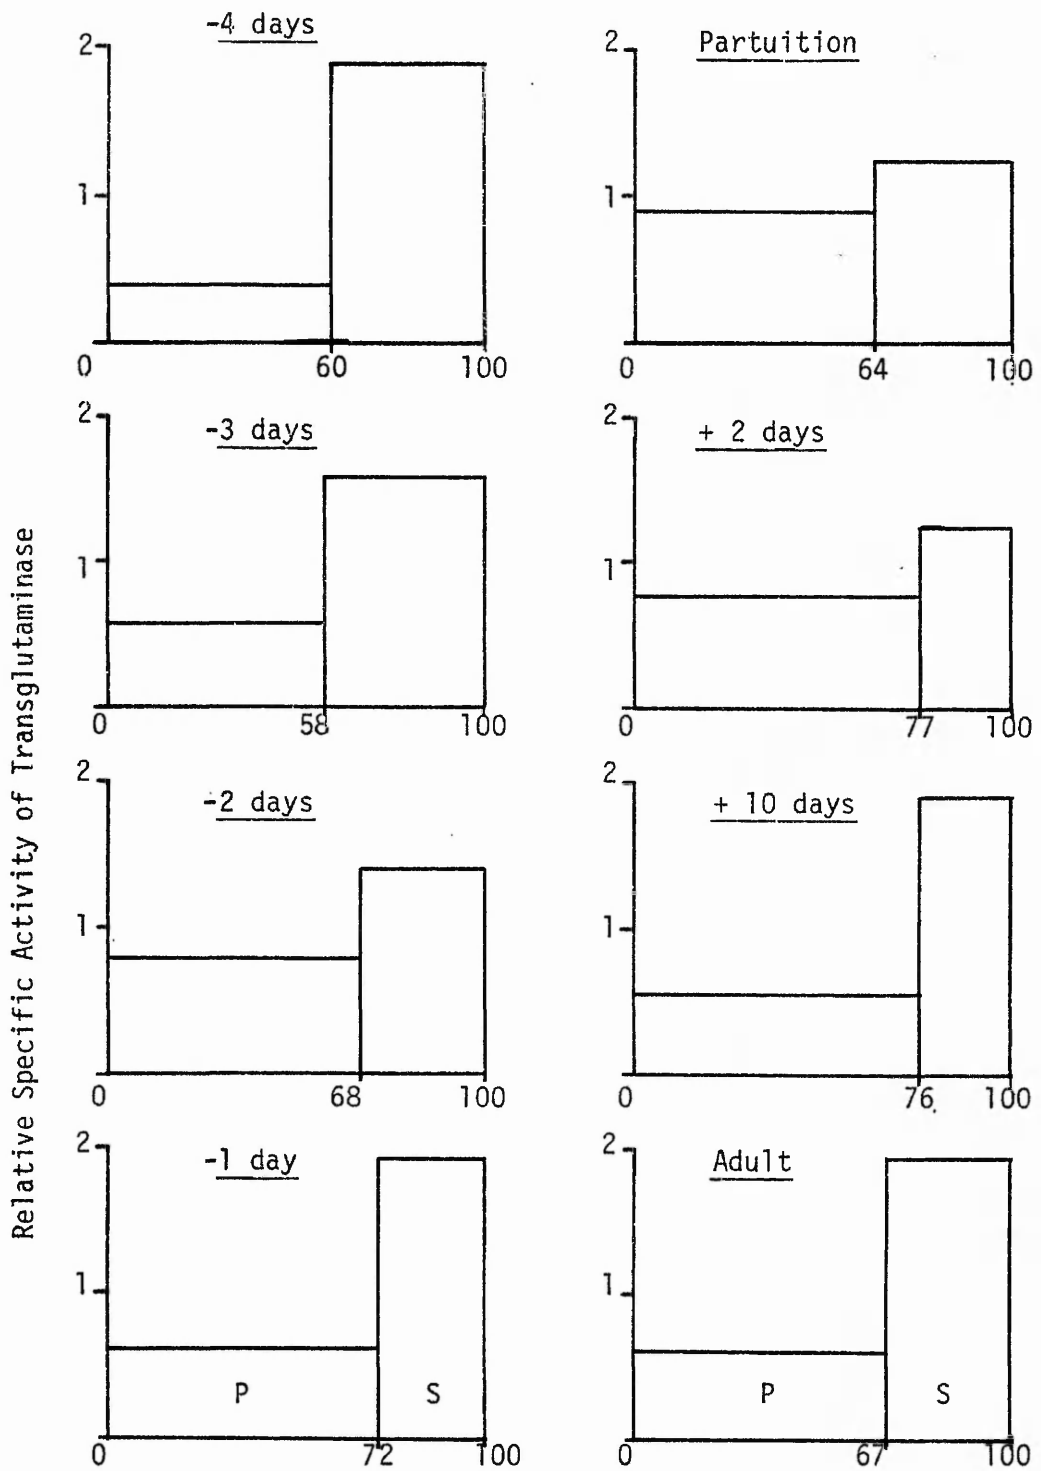 Relative Specific Activity of Transglutaminase
-4 days
2
1
0 60 100
-3 days
2
1
0 58 100
-2 days
2
1
0 68 100
-1 day
2
1
P S
0 72 100
Partuition
2
1
0 64 100
+ 2 days
2
1
0 77 100
+ 10 days
2
1
0 76 100
Adult
2
1
P S
0 67 100